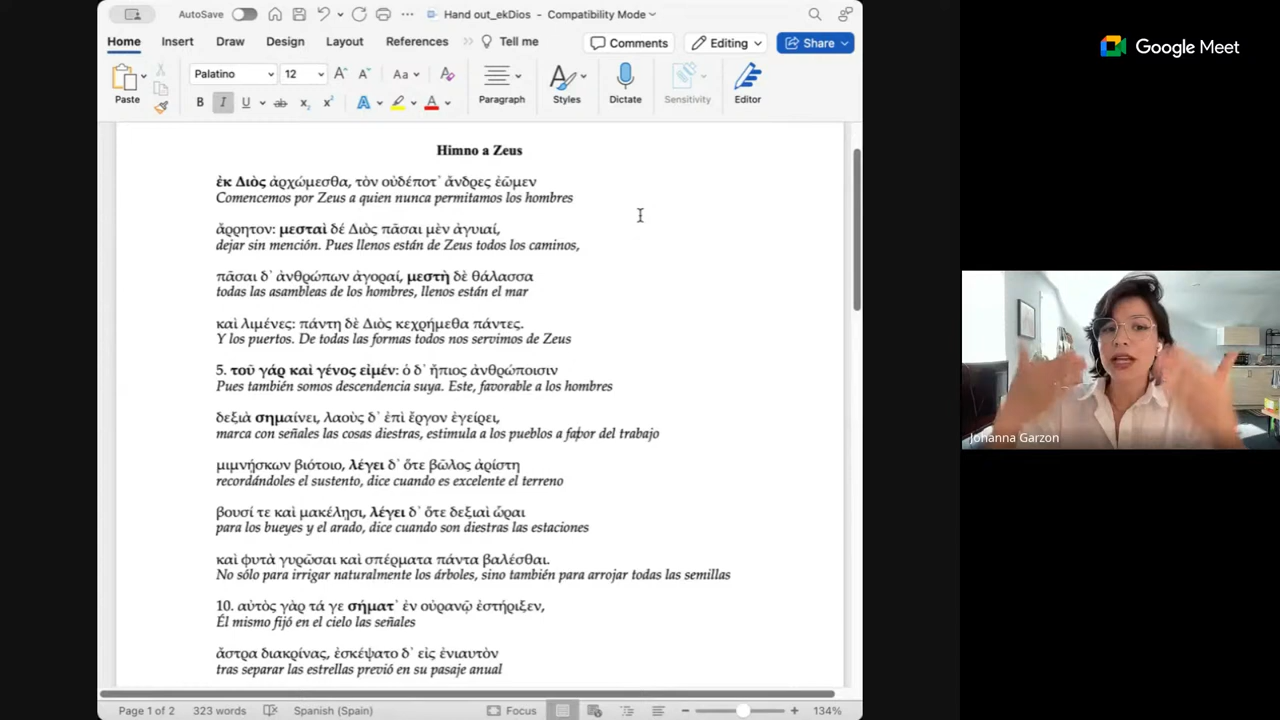 AutoSave
Hand out_ekDios - Compatibility Mode
Home Insert Draw Design Layout References Tell me Comments Editing Share
Palatino 12
Paste Paragraph Styles Dictate Sensitivity Editor
Himno a Zeus
ἐκ Διὸς ἀρχώμεσθα, τὸν οὐδέποτ᾽ ἄνδρες ἐῶμεν
Comencemos por Zeus a quien nunca permitamos los hombres
ἄρρητον: μεσταὶ δέ Διὸς πᾶσαι μὲν ἀγυιαί,
dejar sin mención. Pues llenos están de Zeus todos los caminos,
πᾶσαι δ᾽ ἀνθρώπων ἀγοραί, μεστὴ δὲ θάλασσα
todas las asambleas de los hombres, llenos están el mar
καὶ λιμένες: πάντη δὲ Διὸς κεχρήμεθα πάντες.
Y los puertos. De todas las formas todos nos servimos de Zeus
5. τοῦ γάρ καὶ γένος εἰμέν: ὁ δ᾽ ἤπιος ἀνθρώποισιν
Pues también somos descendencia suya. Este, favorable a los hombres
δεξιὰ σημαίνει, λαοὺς δ᾽ ἐπὶ ἔργον ἐγείρει,
marca con señales las cosas diestras, estimula a los pueblos a fapor del trabajo
μιμνήσκων βιότοιο, λέγει δ᾽ ὅτε βῶλος ἀρίστη
recordándoles el sustento, dice cuando es excelente el terreno
βουσί τε καὶ μακέλῃσι, λέγει δ᾽ ὅτε δεξιαὶ ὧραι
para los bueyes y el arado, dice cuando son diestras las estaciones
καὶ φυτὰ γυρῶσαι καὶ σπέρματα πάντα βαλέσθαι.
No sólo para irrigar naturalmente los árboles, sino también para arrojar todas las semillas
10. αὐτὸς γὰρ τά γε σήματ᾽ ἐν οὐρανῷ ἐστήριξεν,
Él mismo fijó en el cielo las señales
ἄστρα διακρίνας, ἐσκέψατο δ᾽ εἰς ἐνιαυτὸν
tras separar las estrellas previó en su pasaje anual
Page 1 of 2 323 words Spanish (Spain) Focus 134%
Google Meet
Johanna Garzon